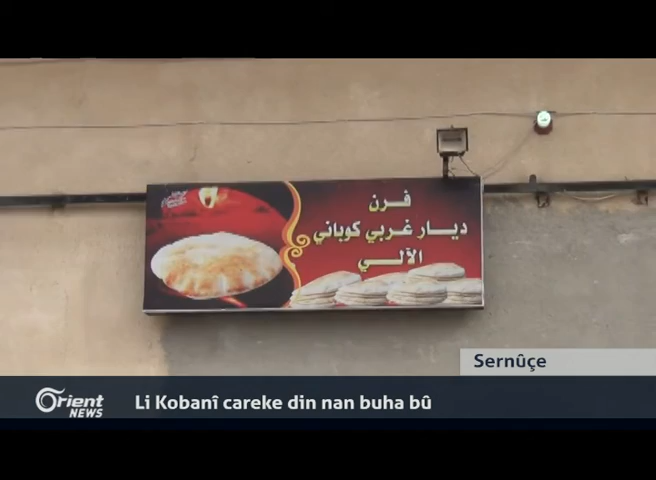 فرن
ديار غربي كوباني
الآلي
Sernûçe
Orient NEWS
Li Kobanî careke din nan buha bû